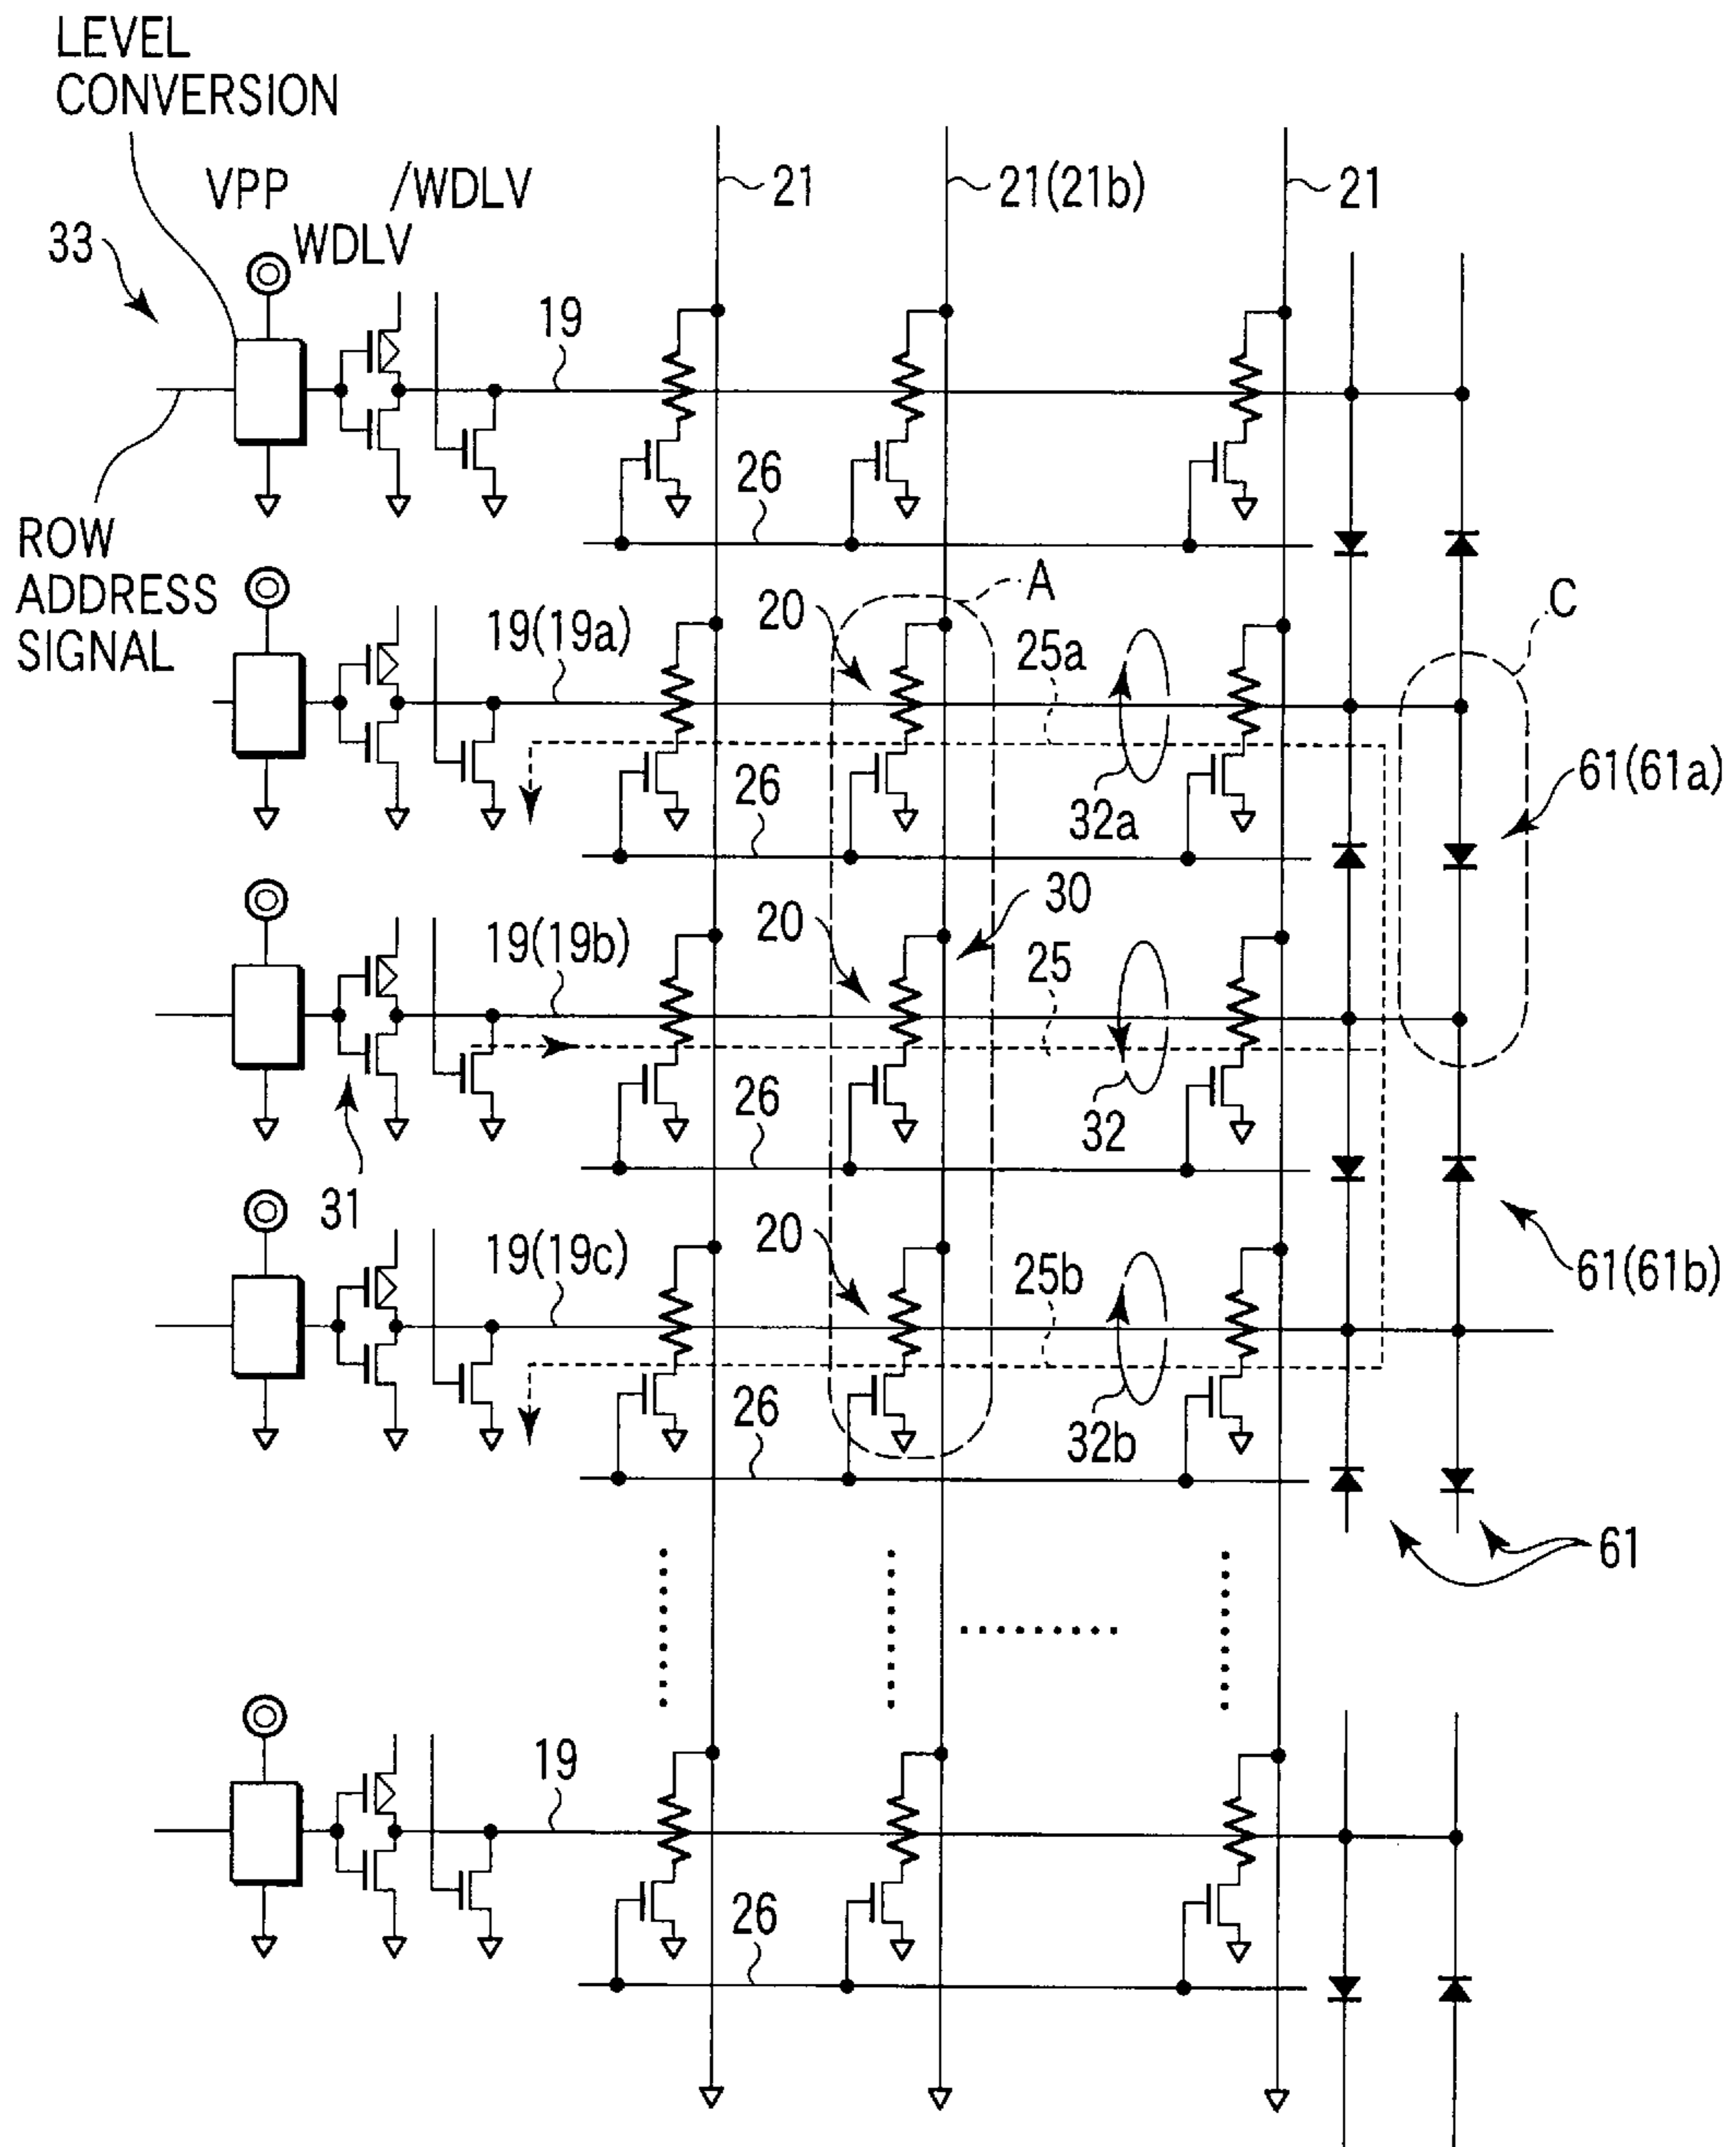 LEVEL
CONVERSION
VPP
/WDLV
WDLV
33
21
21(21b)
21
19
26
ROW
ADDRESS
SIGNAL
A
C
20
19(19a)
25a
61(61a)
26
32a
30
20
19(19b)
25
26
32
31
20
19(19c)
25b
61(61b)
26
32b
61
19
26